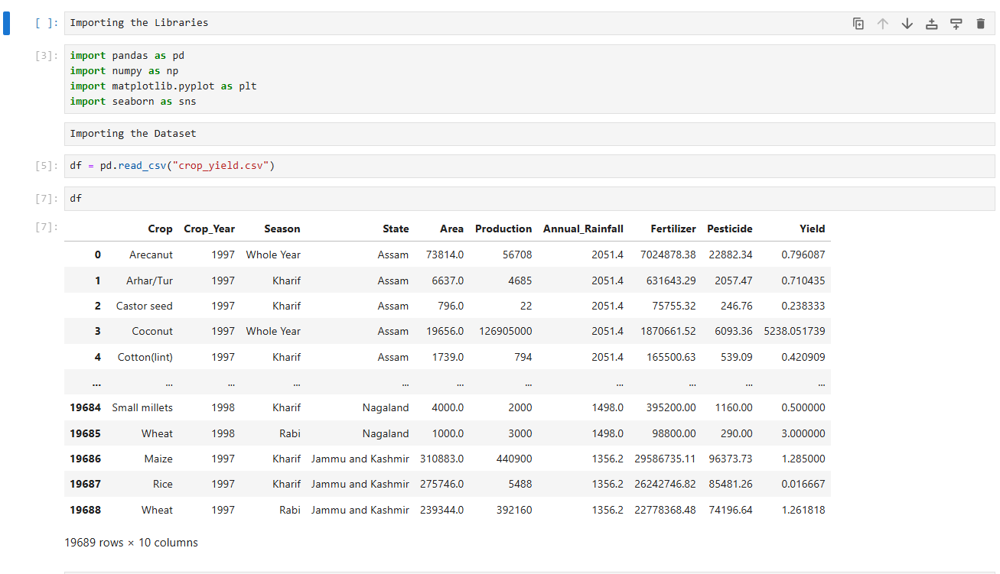 [ ]: Importing the Libraries
[3]: import pandas as pd
import numpy as np
import matplotlib.pyplot as plt
import seaborn as sns
Importing the Dataset
[5]: df = pd.read_csv("crop_yield.csv")
[7]: df
[7]: Crop Crop_Year Season State Area Production Annual_Rainfall Fertilizer Pesticide Yield
0 Arecanut 1997 Whole Year Assam 73814.0 56708 2051.4 7024878.38 22882.34 0.796087
1 Arhar/Tur 1997 Kharif Assam 6637.0 4685 2051.4 631643.29 2057.47 0.710435
2 Castor seed 1997 Kharif Assam 796.0 22 2051.4 75755.32 246.76 0.238333
3 Coconut 1997 Whole Year Assam 19656.0 126905000 2051.4 1870661.52 6093.36 5238.051739
4 Cotton(lint) 1997 Kharif Assam 1739.0 794 2051.4 165500.63 539.09 0.420909
... ... ... ... ... ... ... ... ... ... ...
19684 Small millets 1998 Kharif Nagaland 4000.0 2000 1498.0 395200.00 1160.00 0.500000
19685 Wheat 1998 Rabi Nagaland 1000.0 3000 1498.0 98800.00 290.00 3.000000
19686 Maize 1997 Kharif Jammu and Kashmir 310883.0 440900 1356.2 29586735.11 96373.73 1.285000
19687 Rice 1997 Kharif Jammu and Kashmir 275746.0 5488 1356.2 26242746.82 85481.26 0.016667
19688 Wheat 1997 Rabi Jammu and Kashmir 239344.0 392160 1356.2 22778368.48 74196.64 1.261818
19689 rows × 10 columns